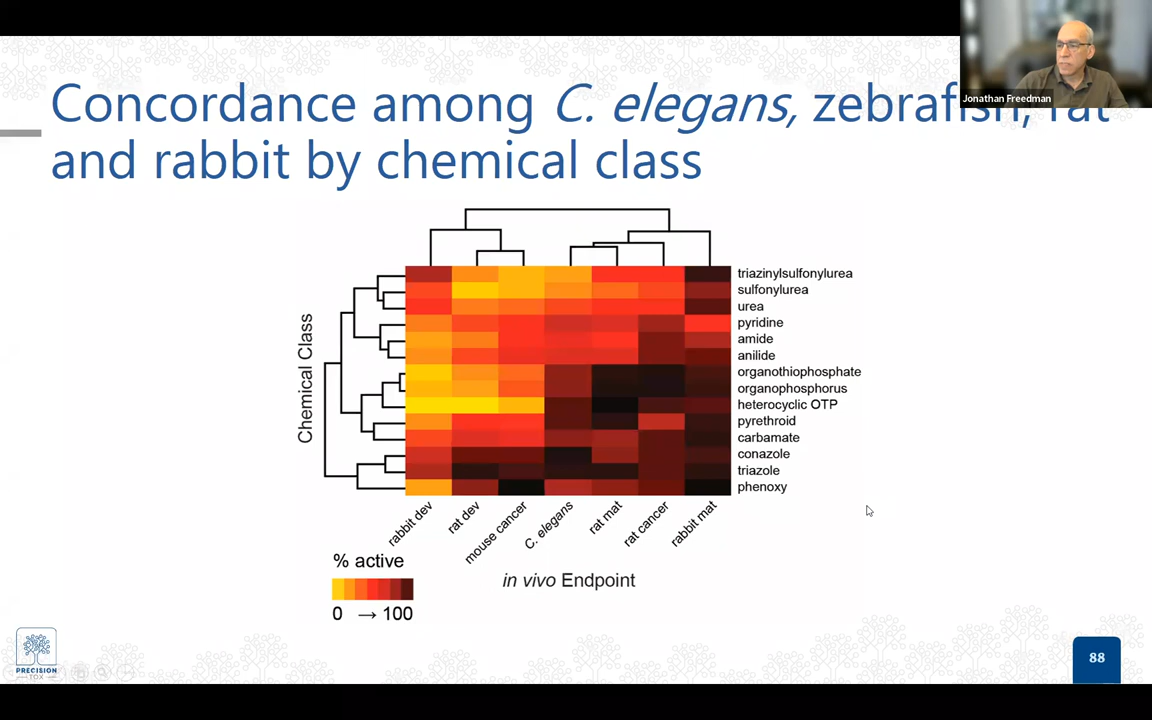 Jonathan Freedman
Concordance among C. elegans, zebrafish, rat
and rabbit by chemical class
Chemical Class
triazinylsulfonylurea
sulfonylurea
urea
pyridine
amide
anilide
organothiophosphate
organophosphorus
heterocyclic OTP
pyrethroid
carbamate
conazole
triazole
phenoxy
rabbit dev
rat dev
mouse cancer
C. elegans
rat mat
rat cancer
rabbit mat
in vivo Endpoint
% active
0 → 100
PRECISION
TOX
88